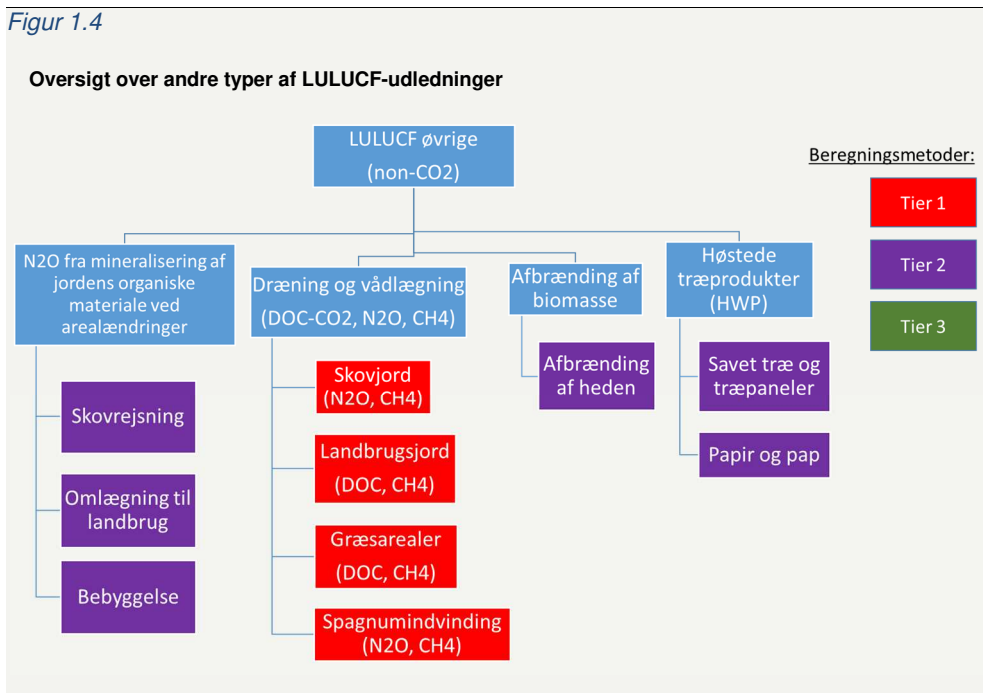 Figur 1.4
Oversigt over andre typer af LULUCF-udledninger
LULUCF øvrige
(non-CO2)
Beregningsmetoder:
Tier 1
Tier 2
Tier 3
N2O fra mineralisering af
jordens organiske
materiale ved
arealændringer
Skovrejsning
Omlægning til
landbrug
Bebyggelse
Dræning og vådlægning
(DOC-CO2, N2O, CH4)
Skovjord
(N2O, CH4)
Landbrugsjord
(DOC, CH4)
Græsarealer
(DOC, CH4)
Spagnumindvinding
(N2O, CH4)
Afbrænding af
biomasse
Afbrænding
af heden
Høstede
træprodukter
(HWP)
Savet træ og
træpaneler
Papir og pap